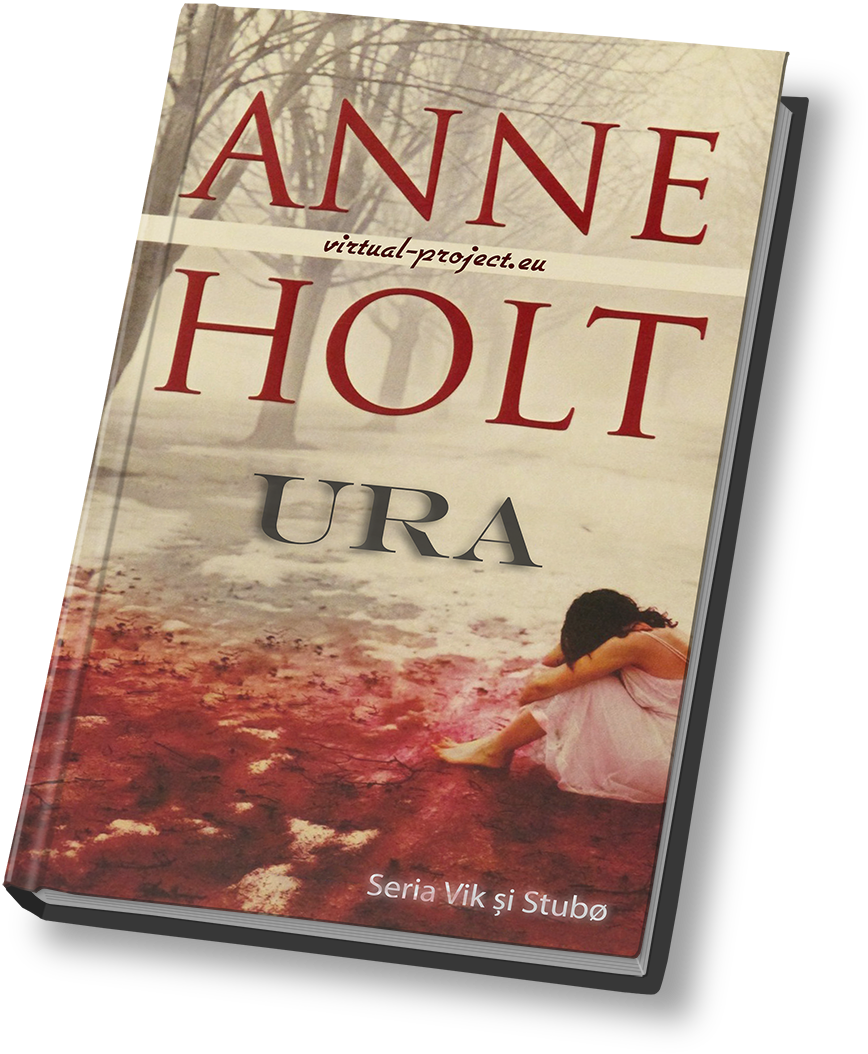 ANNE
virtual-project.eu
HOLT
URA
Seria Vik și Stubø